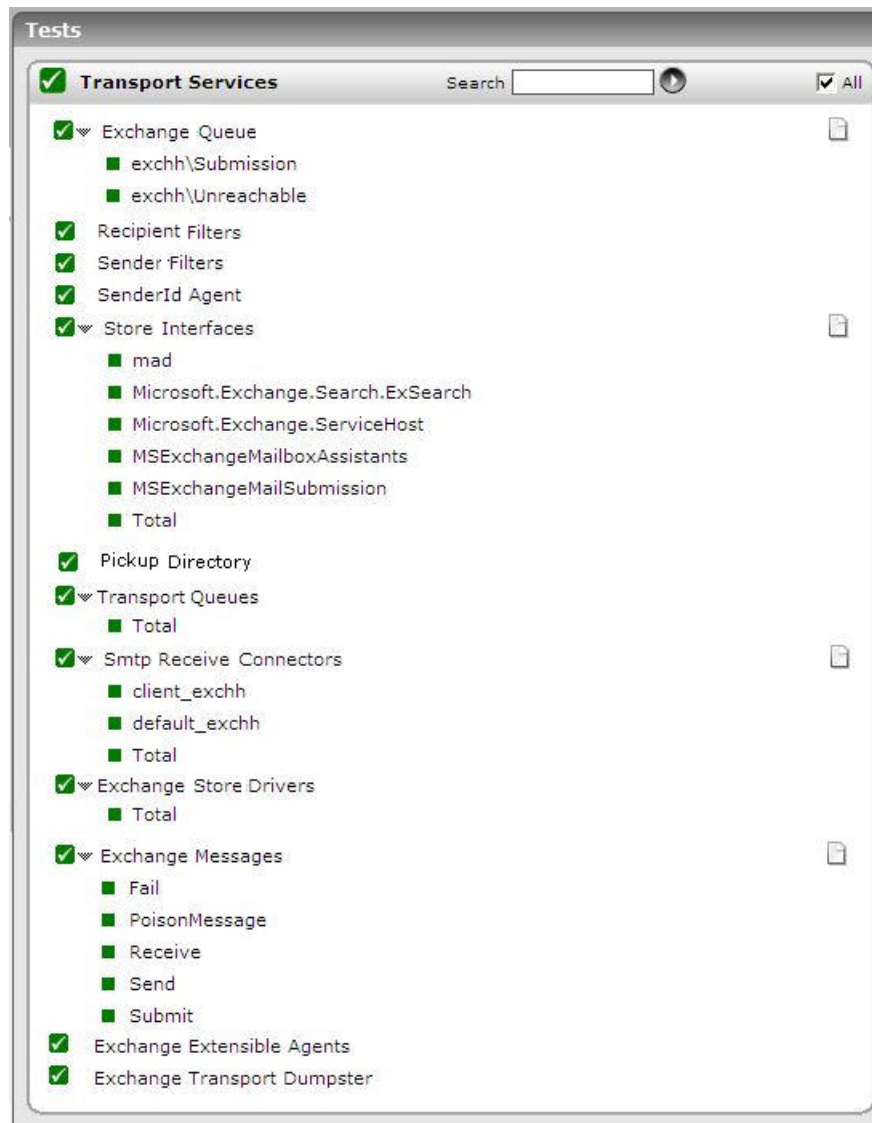 Tests
Transport Services Search All
Exchange Queue
exchh\Submission
exchh\Unreachable
Recipient Filters
Sender Filters
SenderId Agent
Store Interfaces
mad
Microsoft.Exchange.Search.ExSearch
Microsoft.Exchange.ServiceHost
MSExchangeMailboxAssistants
MSExchangeMailSubmission
Total
Pickup Directory
Transport Queues
Total
Smtp Receive Connectors
client_exchh
default_exchh
Total
Exchange Store Drivers
Total
Exchange Messages
Fail
PoisonMessage
Receive
Send
Submit
Exchange Extensible Agents
Exchange Transport Dumpster